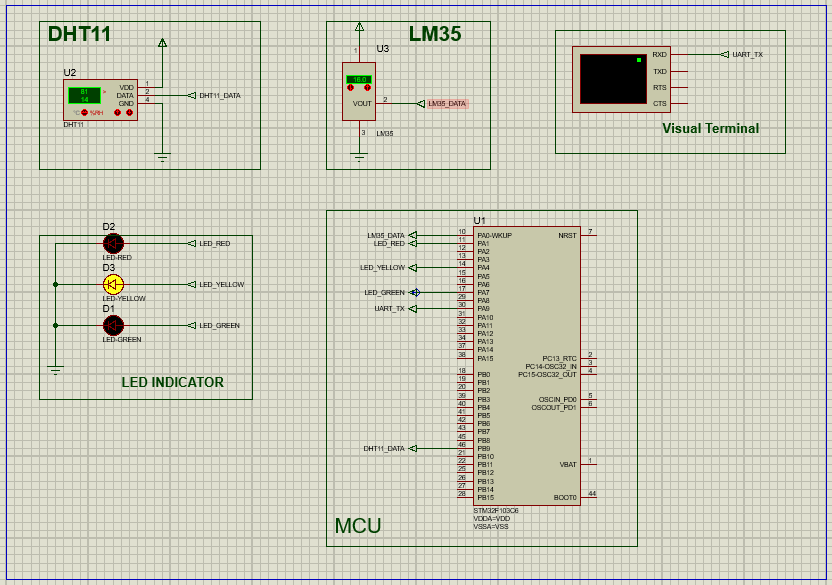 DHT11
U2
81
14
°C
%RH
VDD
DATA
GND
1
2
4
DHT11_DATA
DHT11
LM35
U3
1
16.0
VOUT
2
LM35_DATA
3
LM35
RXD
TXD
RTS
CTS
UART_TX
Visual Terminal
D2
LED_RED
LED-RED
D3
LED_YELLOW
LED-YELLOW
D1
LED_GREEN
LED-GREEN
LED INDICATOR
U1
LM35_DATA 10 PA0-WKUP NRST 7
LED_RED 11 PA1
12 PA2
13 PA3
LED_YELLOW 14 PA4
15 PA5
16 PA6
LED_GREEN 17 PA7
29 PA8
UART_TX 30 PA9
31 PA10
32 PA11
33 PA12
34 PA13
37 PA14
38 PA15 PC13_RTC 2
PC14-OSC32_IN 3
18 PB0 PC15-OSC32_OUT 4
19 PB1
20 PB2
39 PB3 OSCIN_PD0 5
40 PB4 OSCOUT_PD1 6
41 PB5
42 PB6
43 PB7
45 PB8
DHT11_DATA 46 PB9
21 PB10
22 PB11 VBAT 1
25 PB12
26 PB13
27 PB14
28 PB15 BOOT0 44
STM32F103C6
VDDA=VDD
VSSA=VSS
MCU